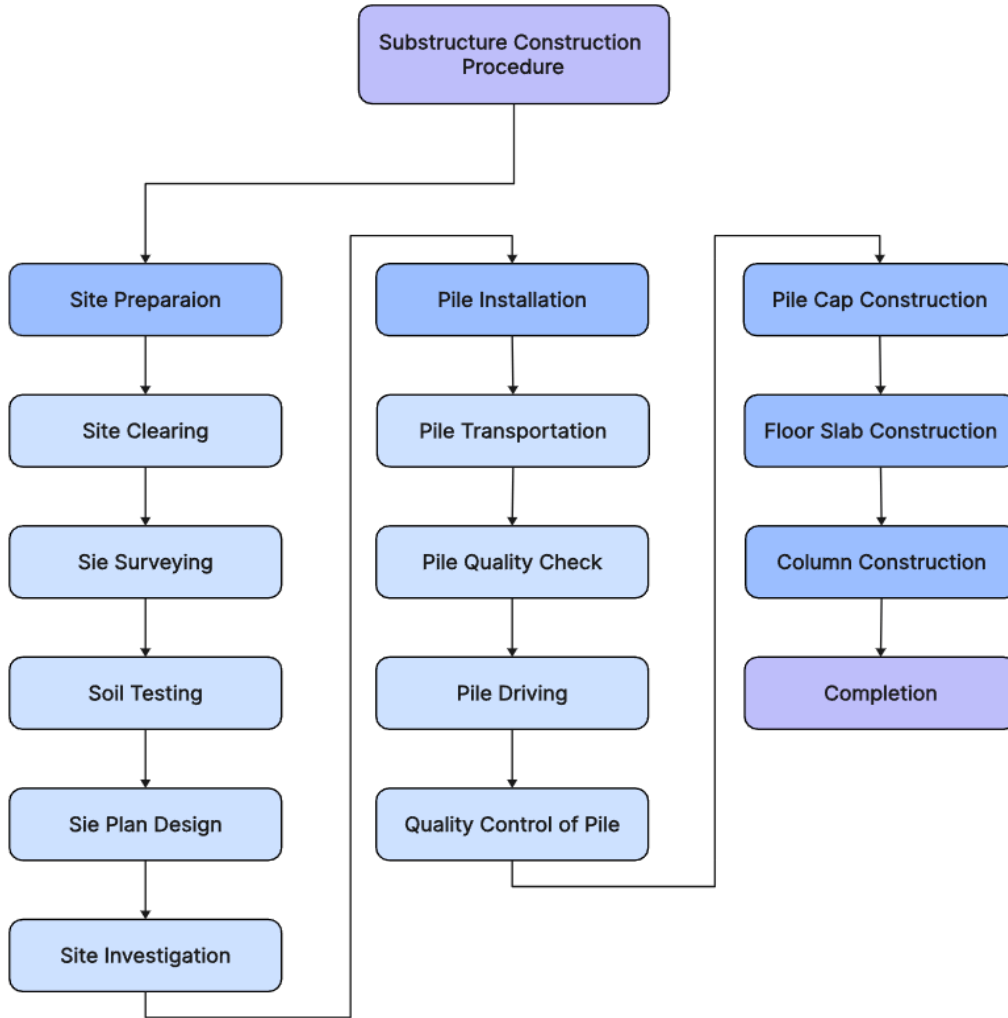 Substructure Construction
Procedure
Site Preparaion
Site Clearing
Sie Surveying
Soil Testing
Sie Plan Design
Site Investigation
Pile Installation
Pile Transportation
Pile Quality Check
Pile Driving
Quality Control of Pile
Pile Cap Construction
Floor Slab Construction
Column Construction
Completion